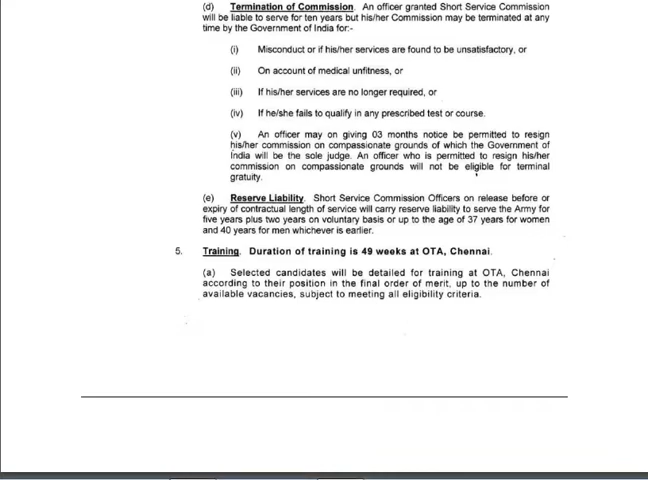 (d) Termination of Commission. An officer granted Short Service Commission
will be liable to serve for ten years but his/her Commission may be terminated at any
time by the Government of India for:-
(i) Misconduct or if his/her services are found to be unsatisfactory, or
(ii) On account of medical unfitness, or
(iii) If his/her services are no longer required, or
(iv) If he/she fails to qualify in any prescribed test or course.
(v) An officer may on giving 03 months notice be permitted to resign
his/her commission on compassionate grounds of which the Government of
India will be the sole judge. An officer who is permitted to resign his/her
commission on compassionate grounds will not be eligible for terminal
gratuity.
(e) Reserve Liability. Short Service Commission Officers on release before or
expiry of contractual length of service will carry reserve liability to serve the Army for
five years plus two years on voluntary basis or up to the age of 37 years for women
and 40 years for men whichever is earlier.
5. Training. Duration of training is 49 weeks at OTA, Chennai.
(a) Selected candidates will be detailed for training at OTA, Chennai
according to their position in the final order of merit, up to the number of
available vacancies, subject to meeting all eligibility criteria.